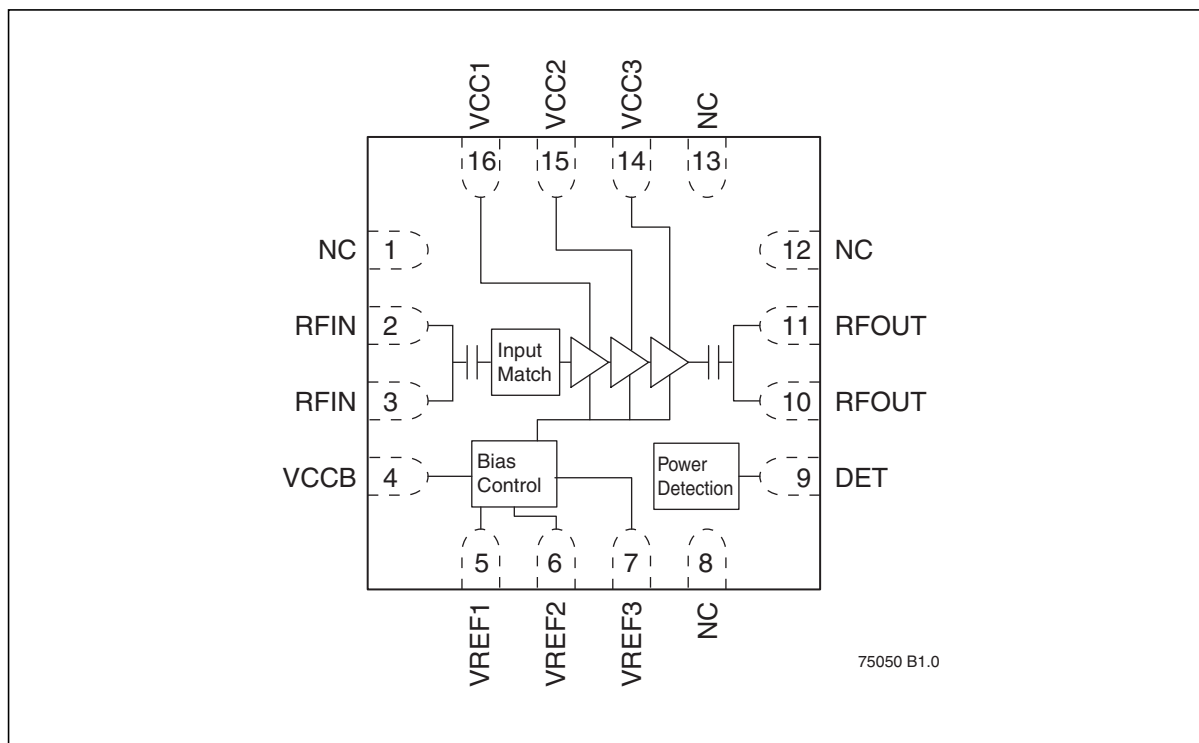 VCC1
VCC2
VCC3
NC
16
15
14
13
NC
1
12
NC
RFIN
2
11
RFOUT
Input
Match
RFIN
3
10
RFOUT
VCCB
4
Bias
Control
Power
Detection
9
DET
5
6
7
8
VREF1
VREF2
VREF3
NC
75050 B1.0